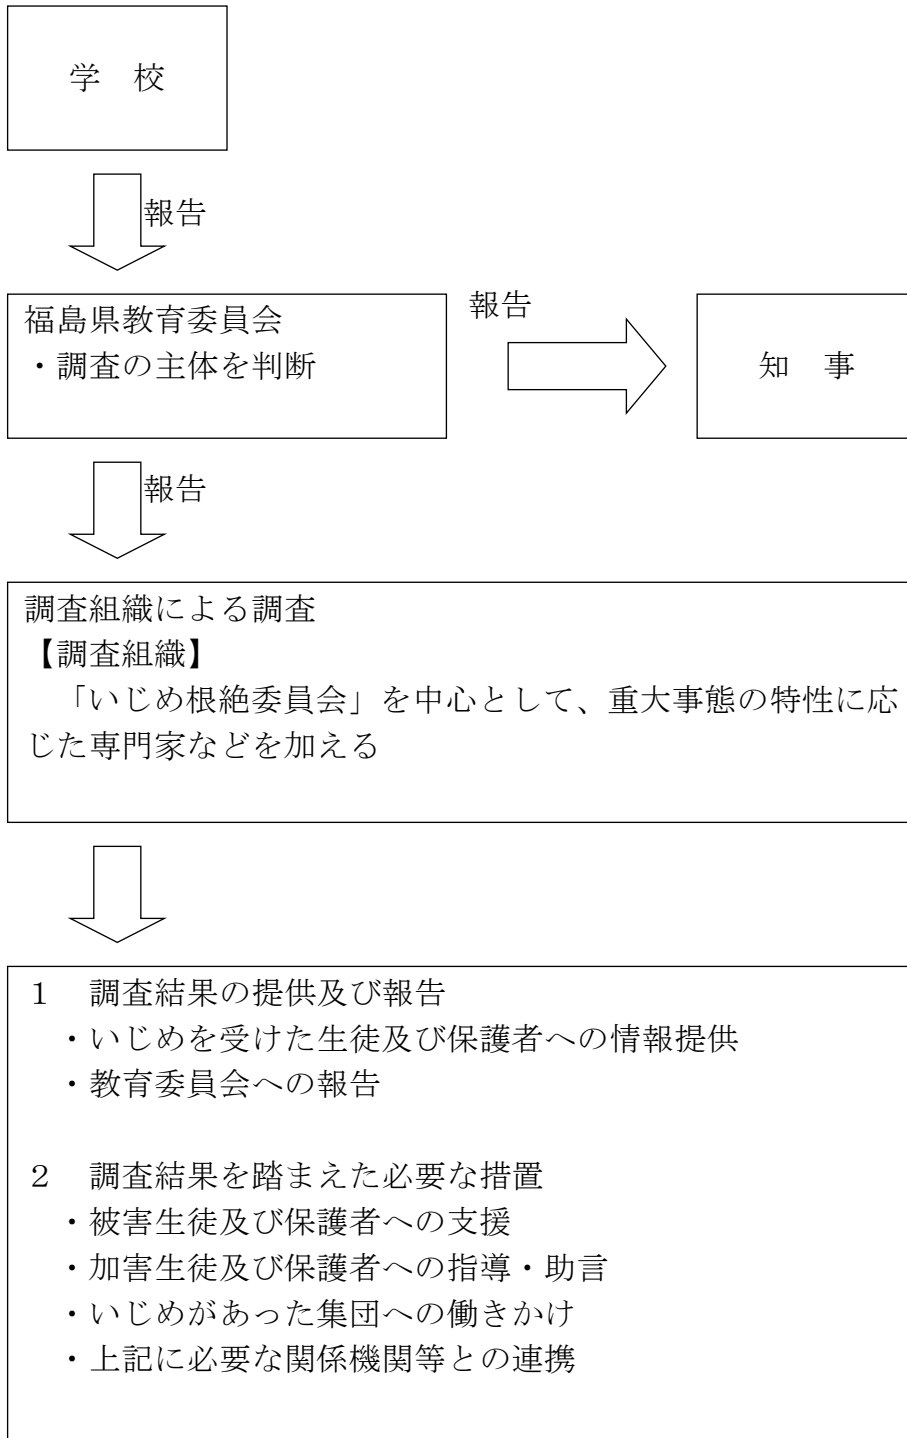 学　校
報告
福島県教育委員会
・調査の主体を判断
報告
知　事
報告
調査組織による調査
【調査組織】
　「いじめ根絶委員会」を中心として、重大事態の特性に応
じた専門家などを加える
１　調査結果の提供及び報告
・いじめを受けた生徒及び保護者への情報提供
・教育委員会への報告
２　調査結果を踏まえた必要な措置
・被害生徒及び保護者への支援
・加害生徒及び保護者への指導・助言
・いじめがあった集団への働きかけ
・上記に必要な関係機関等との連携